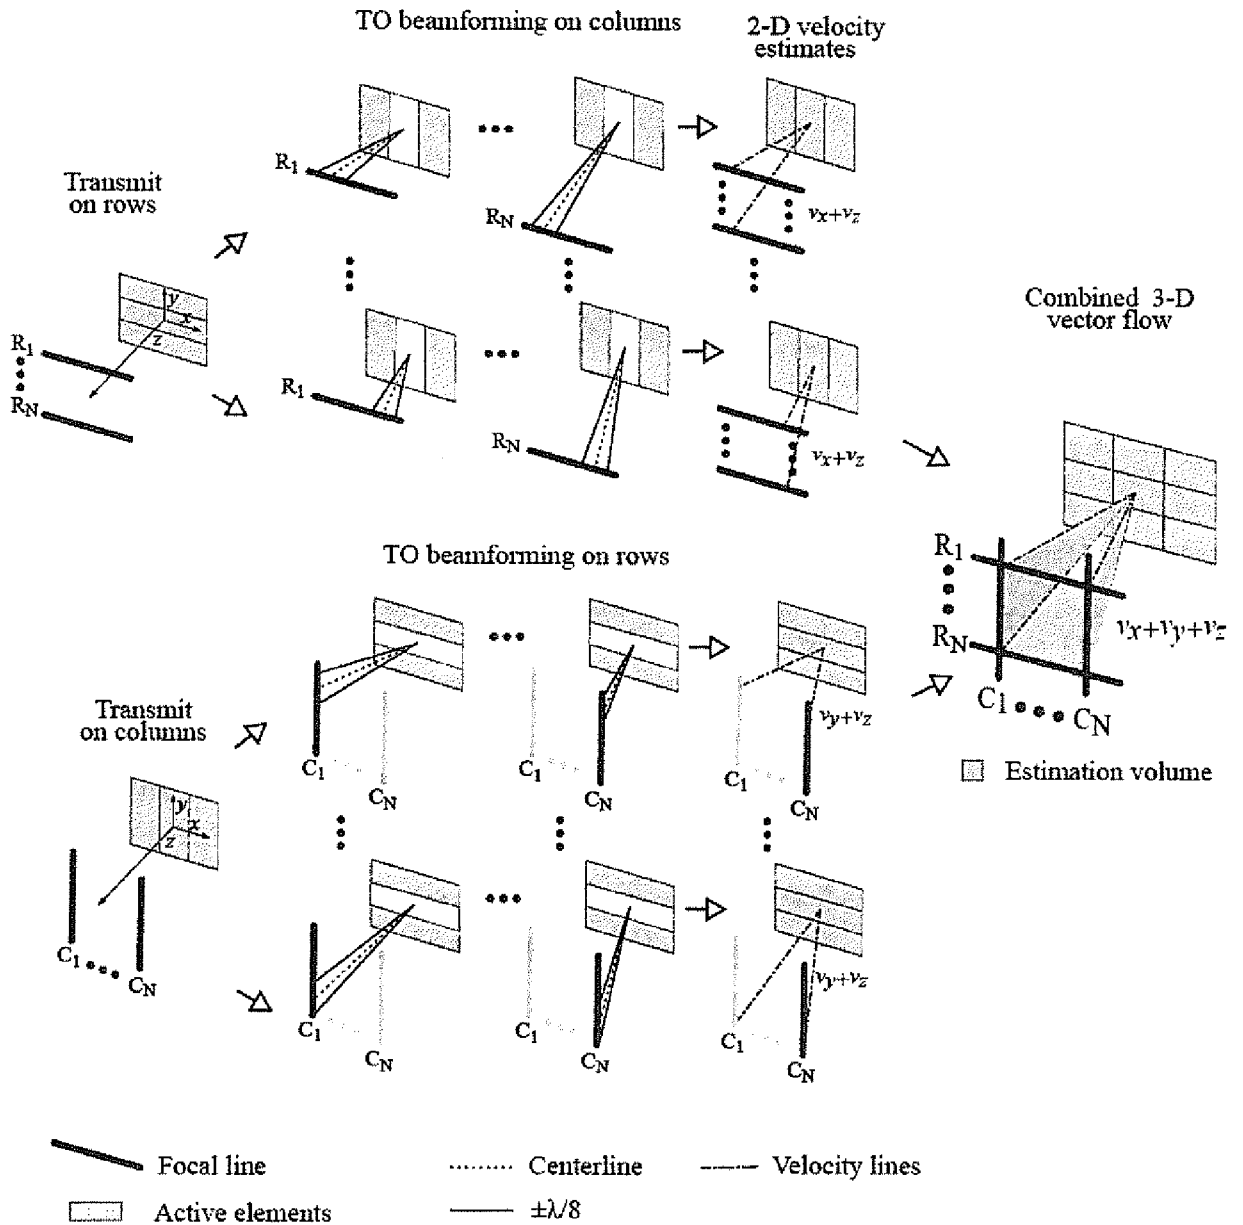 TO beamforming on columns
2-D velocity
estimates
R1
Transmit
on rows
RN
vx+vz
y
x
z
R1
RN
Combined 3-D
vector flow
R1
RN
vx+vz
TO beamforming on rows
R1
RN
vx+vy+vz
C1
CN
Estimation volume
Transmit
on columns
C1
CN
C1
CN
vy+vz
C1
CN
y
x
z
C1
CN
C1
CN
C1
CN
vy+vz
C1
CN
Focal line
Centerline
Velocity lines
Active elements
±λ/8